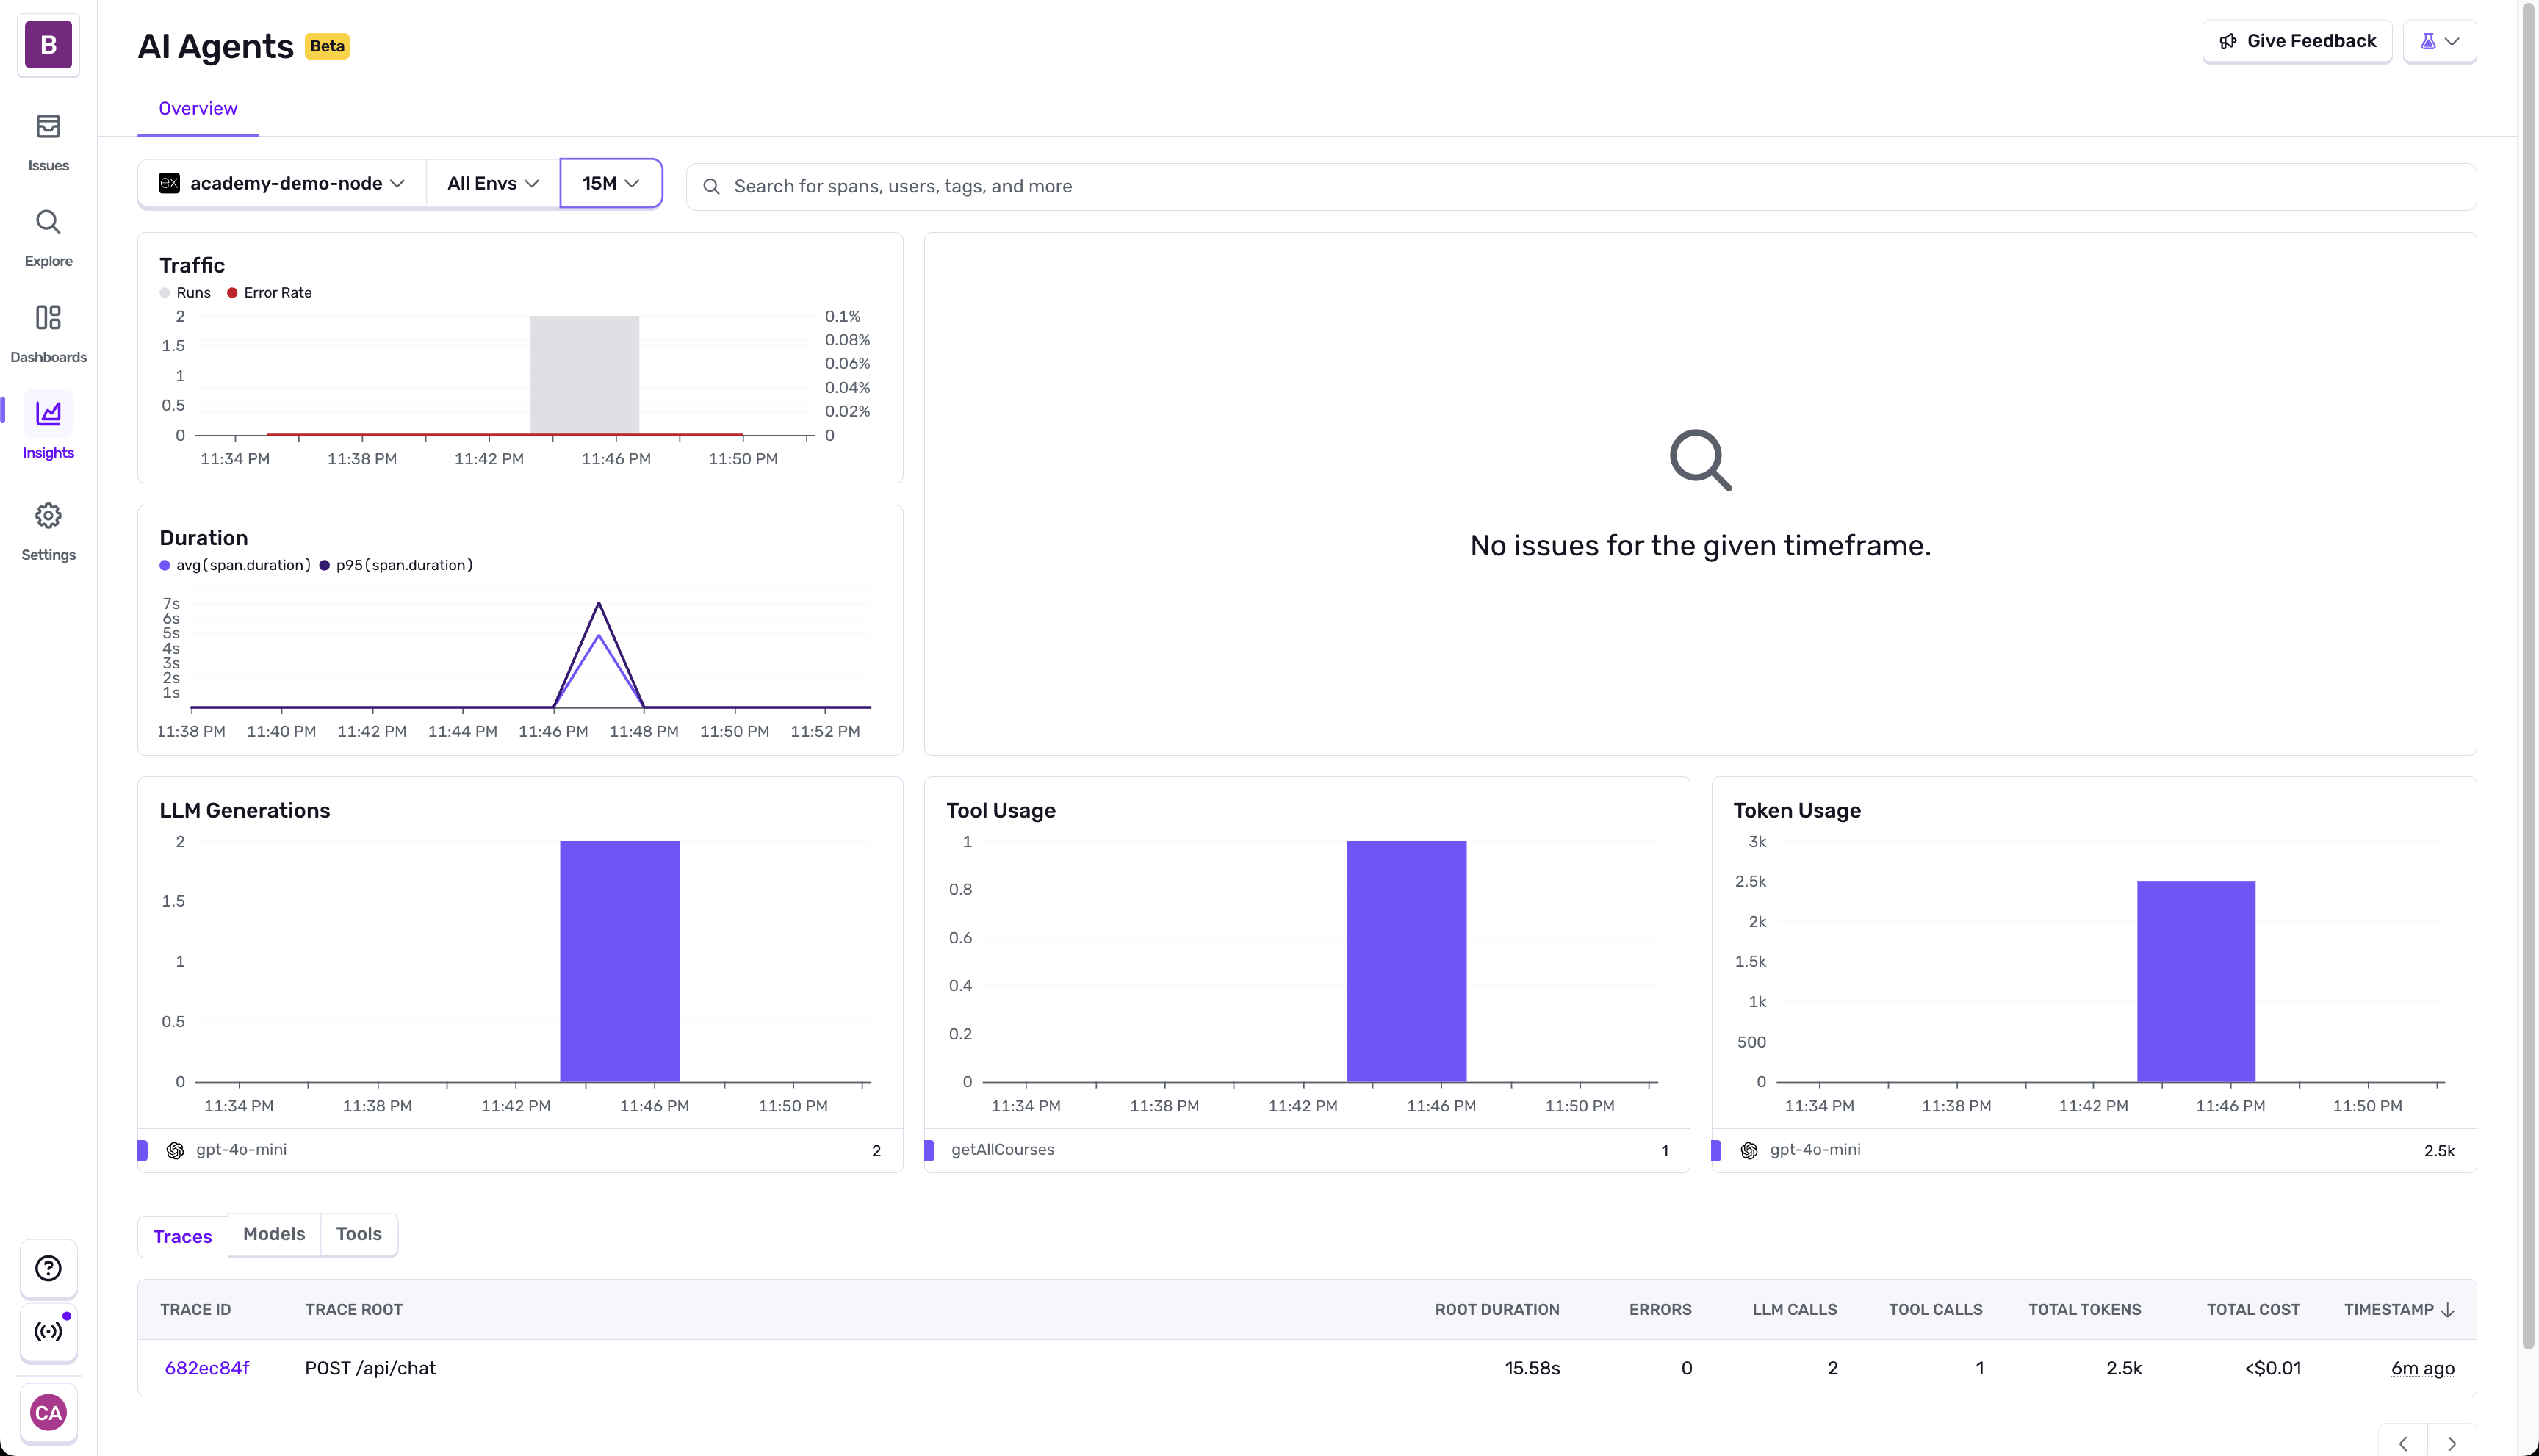 B
Issues
Explore
Dashboards
Insights
Settings
CA
AI Agents Beta
Give Feedback
Overview
ex academy-demo-node All Envs 15M
Search for spans, users, tags, and more
Traffic
Runs Error Rate
2 0.1%
0.08%
1.5
0.06%
1
0.04%
0.5 0.02%
0 0
11:34 PM 11:38 PM 11:42 PM 11:46 PM 11:50 PM
No issues for the given timeframe.
Duration
avg(span.duration) p95(span.duration)
7s
6s
5s
4s
3s
2s
1s
11:38 PM 11:40 PM 11:42 PM 11:44 PM 11:46 PM 11:48 PM 11:50 PM 11:52 PM
LLM Generations
2
1.5
1
0.5
0
11:34 PM 11:38 PM 11:42 PM 11:46 PM 11:50 PM
gpt-4o-mini 2
Tool Usage
1
0.8
0.6
0.4
0.2
0
11:34 PM 11:38 PM 11:42 PM 11:46 PM 11:50 PM
getAllCourses 1
Token Usage
3k
2.5k
2k
1.5k
1k
500
0
11:34 PM 11:38 PM 11:42 PM 11:46 PM 11:50 PM
gpt-4o-mini 2.5k
Traces Models Tools
TRACE ID TRACE ROOT ROOT DURATION ERRORS LLM CALLS TOOL CALLS TOTAL TOKENS TOTAL COST TIMESTAMP
682ec84f POST /api/chat 15.58s 0 2 1 2.5k <$0.01 6m ago